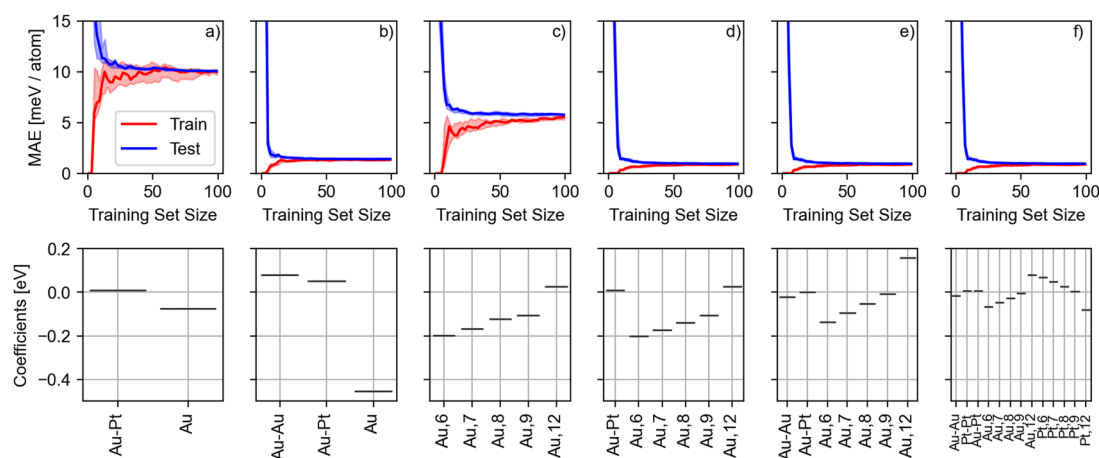 MAE [meV / atom]
15
10
5
0
a)
Train
Test
0
50
100
Training Set Size
b)
0
50
100
Training Set Size
c)
0
50
100
Training Set Size
d)
0
50
100
Training Set Size
e)
0
50
100
Training Set Size
f)
0
50
100
Training Set Size
Coefficients [eV]
0.2
0.0
−0.2
−0.4
Au-Pt
Au
Au-Au
Au-Pt
Au
Au,6
Au,7
Au,8
Au,9
Au,12
Au-Pt
Au,6
Au,7
Au,8
Au,9
Au,12
Au-Au
Au-Pt
Au,6
Au,7
Au,8
Au,9
Au,12
Au-Au
Pt-Pt
Au-Pt
Au,6
Au,7
Au,8
Au,9
Au,12
Pt,6
Pt,7
Pt,8
Pt,9
Pt,12